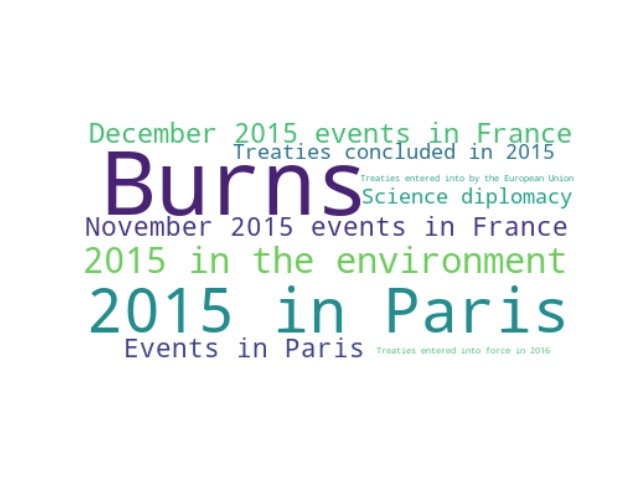 December 2015 events in France
Treaties concluded in 2015
Burns
Treaties entered into by the European Union
Science diplomacy
November 2015 events in France
2015 in the environment
2015 in Paris
Events in Paris
Treaties entered into force in 2016